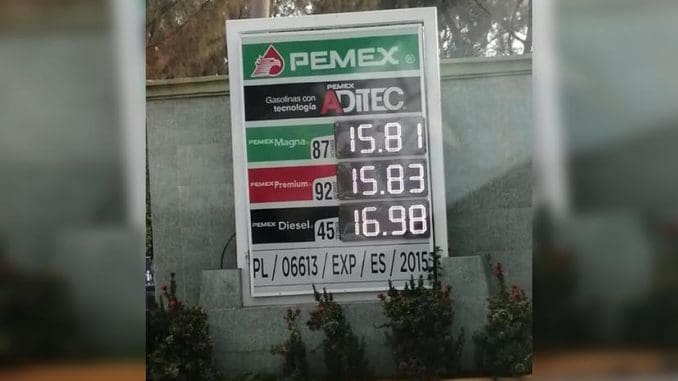 PEMEX®
Gasolinas con tecnología PEMEX ADiTEC
PEMEX Magna 87 15.81
PEMEX Premium 92 15.83
PEMEX Diesel 45 16.98
PL / 06613 / EXP / ES / 2015